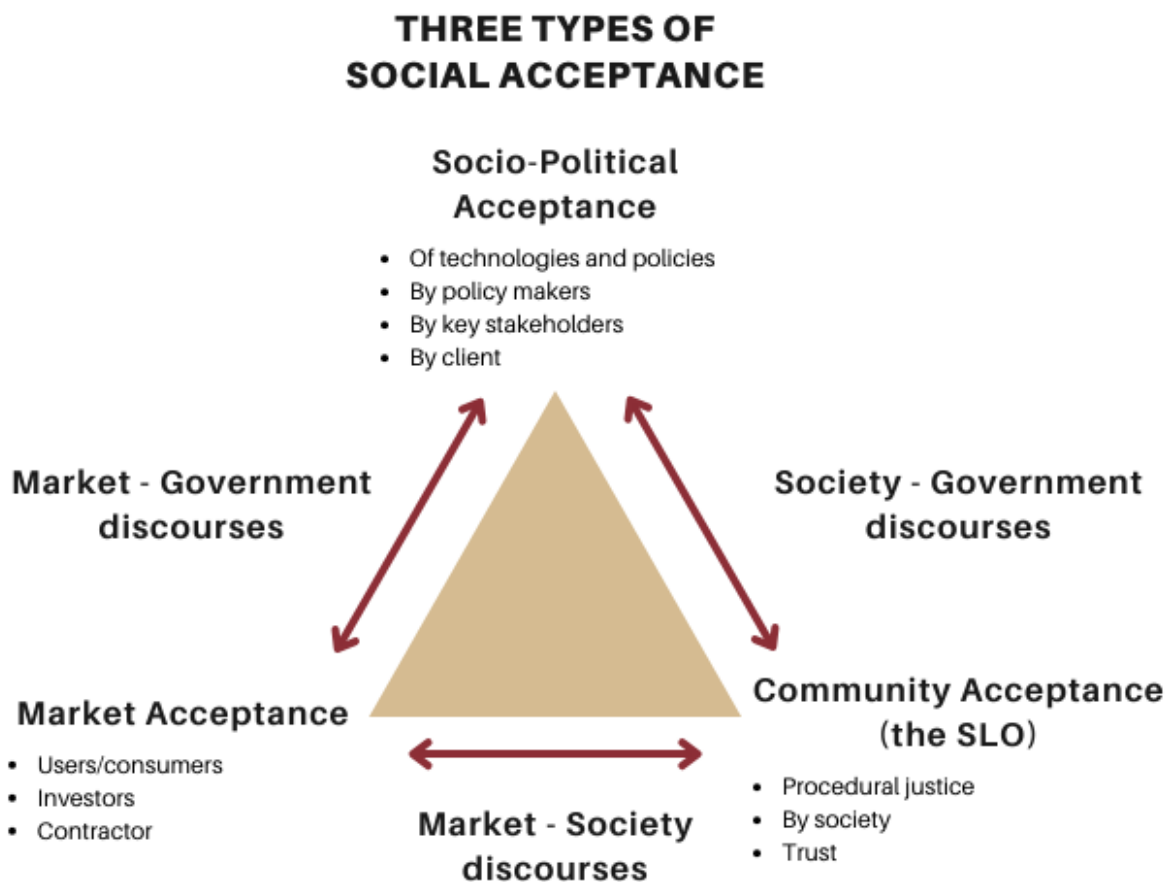 THREE TYPES OF
SOCIAL ACCEPTANCE
Socio-Political
Acceptance
• Of technologies and policies
• By policy makers
• By key stakeholders
• By client
Market - Government
discourses
Society - Government
discourses
Market Acceptance
• Users/consumers
• Investors
• Contractor
Community Acceptance
(the SLO)
• Procedural justice
• By society
• Trust
Market - Society
discourses